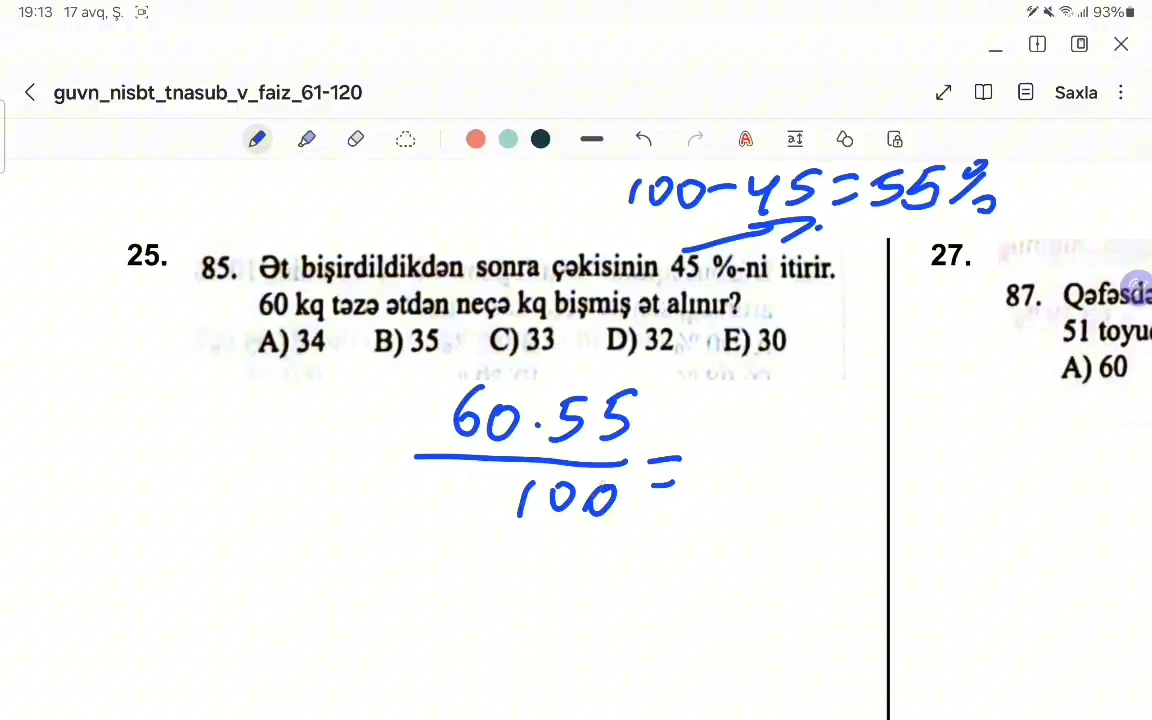 19:13 17 avq, Ş. 93%
guvn_nisbt_tnasub_v_faiz_61-120 Saxla
100-45=55%
25. 85. Ət bişirdildikdən sonra çəkisinin 45 %-ni itirir.
60 kq təzə ətdən neçə kq bişmiş ət alınır?
A) 34 B) 35 C) 33 D) 32 E) 30
60.55
100 =
27.
87. Qəfəsdə
51 toyu
A) 60